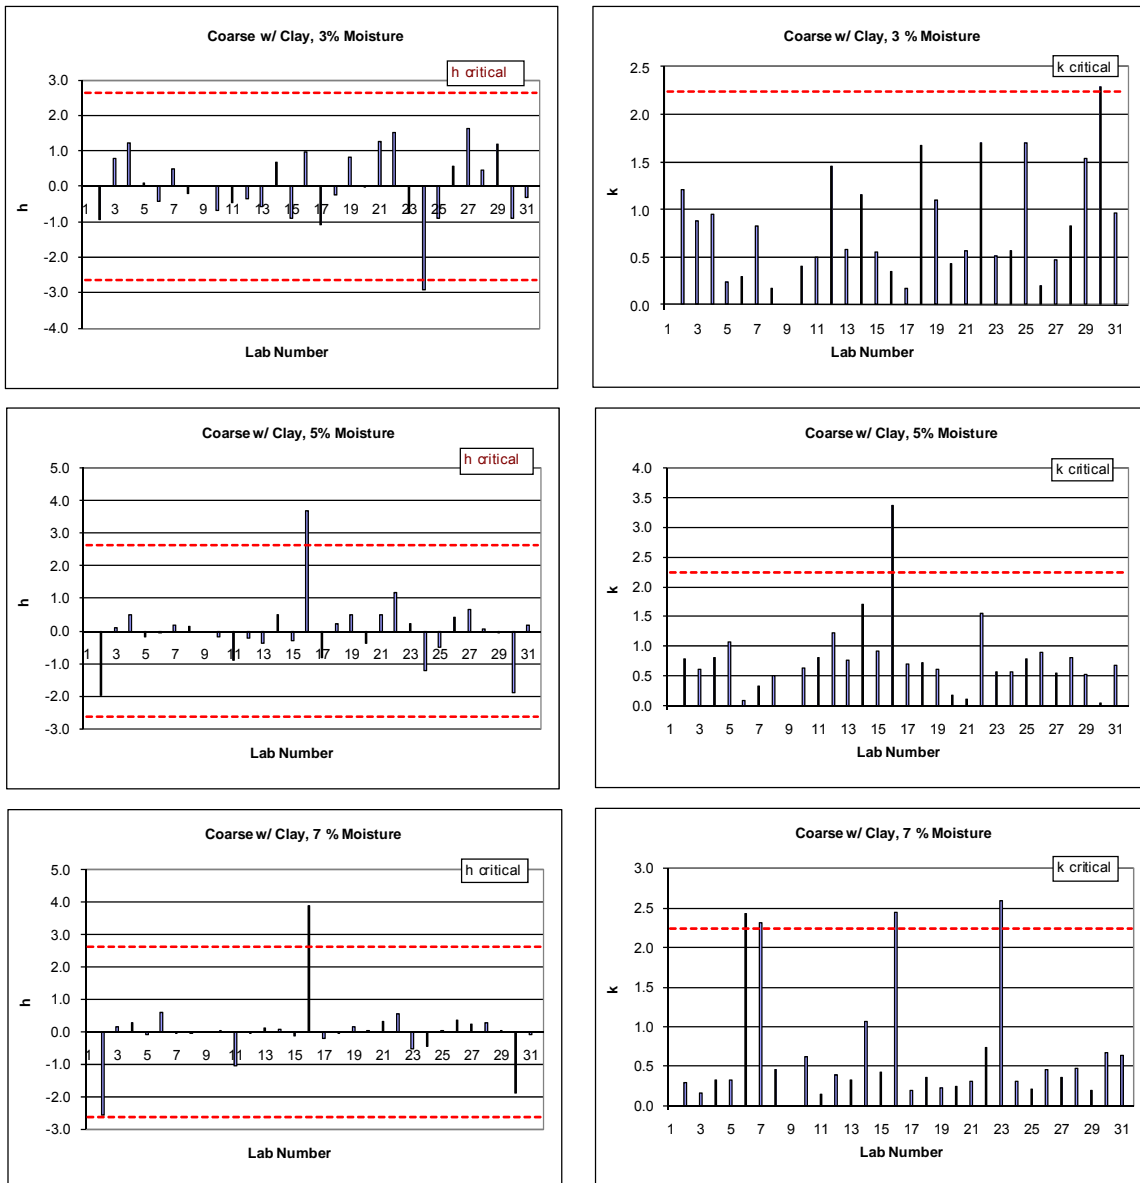 Coarse w/ Clay, 3% Moisture
h critical
3.0
2.0
1.0
0.0
-1.0
-2.0
-3.0
-4.0
h
1 3 5 7 9 11 13 15 17 19 21 23 25 27 29 31
Lab Number
Coarse w/ Clay, 3 % Moisture
k critical
2.5
2.0
1.5
1.0
0.5
0.0
k
1 3 5 7 9 11 13 15 17 19 21 23 25 27 29 31
Lab Number
Coarse w/ Clay, 5% Moisture
h critical
5.0
4.0
3.0
2.0
1.0
0.0
-1.0
-2.0
-3.0
h
1 3 5 7 9 11 13 15 17 19 21 23 25 27 29 31
Lab Number
Coarse w/ Clay, 5% Moisture
k critical
4.0
3.5
3.0
2.5
2.0
1.5
1.0
0.5
0.0
k
1 3 5 7 9 11 13 15 17 19 21 23 25 27 29 31
Lab Number
Coarse w/ Clay, 7 % Moisture
h critical
5.0
4.0
3.0
2.0
1.0
0.0
-1.0
-2.0
-3.0
h
1 3 5 7 9 11 13 15 17 19 21 23 25 27 29 31
Lab Number
Coarse w/ Clay, 7 % Moisture
k critical
3.0
2.5
2.0
1.5
1.0
0.5
0.0
k
1 3 5 7 9 11 13 15 17 19 21 23 25 27 29 31
Lab Number